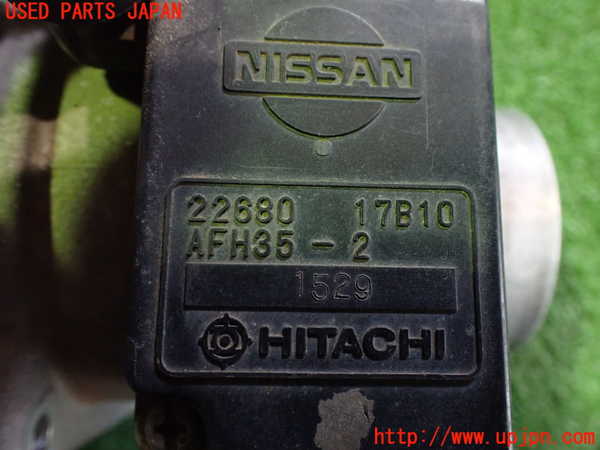 USED PARTS JAPAN
NISSAN
22680 17B10
AFH35-2
1529
HITACHI
http://www.upjpn.com/